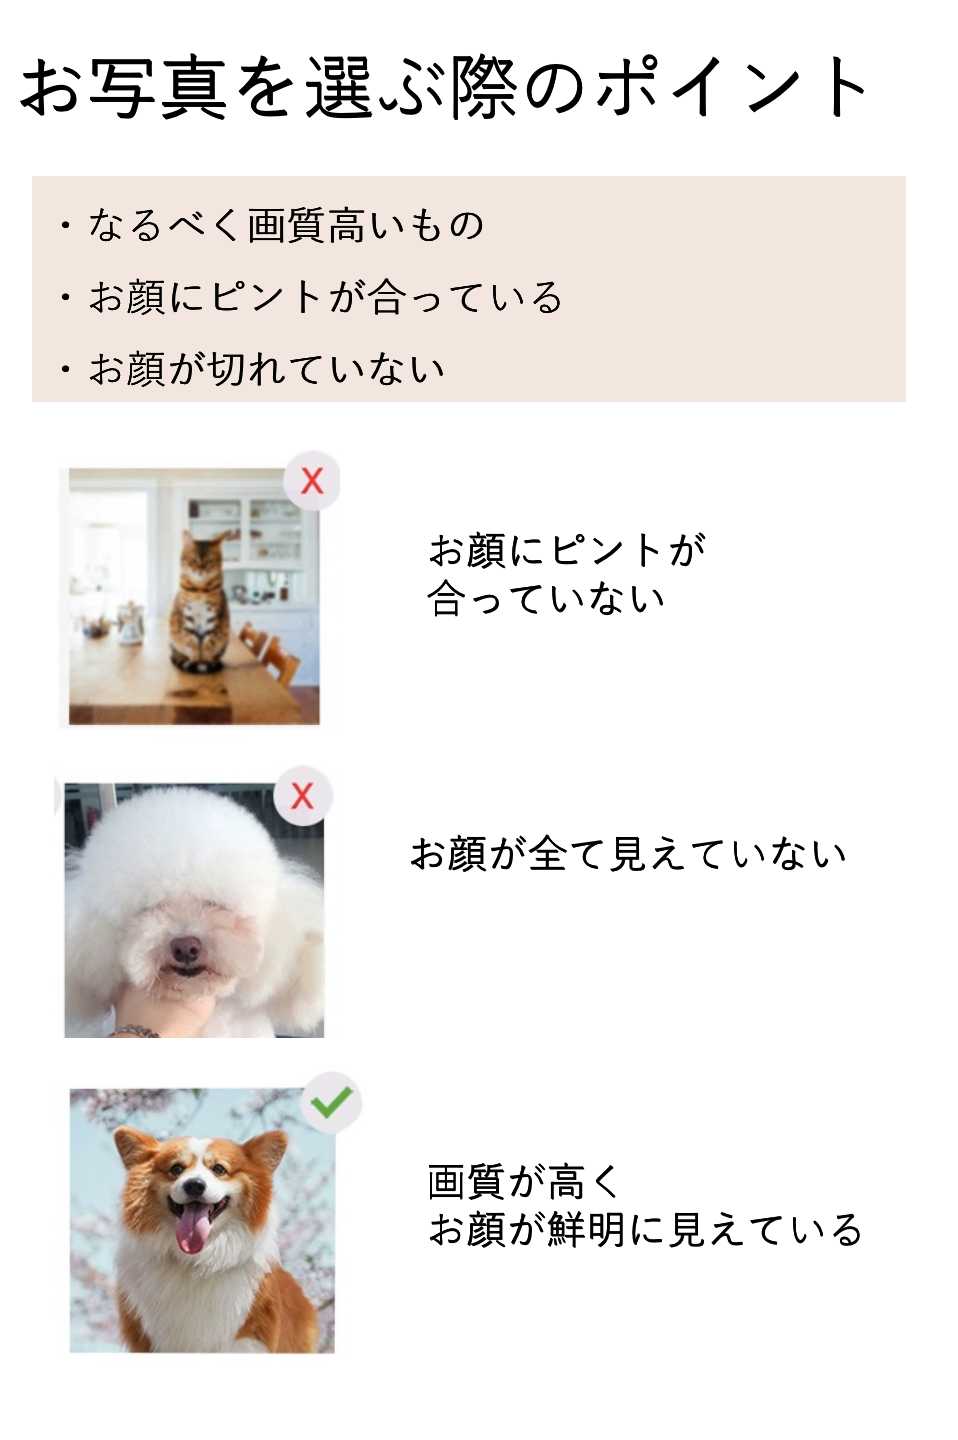 お写真を選ぶ際のポイント
・なるべく画質高いもの
・お顔にピントが合っている
・お顔が切れていない
X
お顔にピントが
合っていない
X
お顔が全て見えていない
画質が高く
お顔が鮮明に見えている